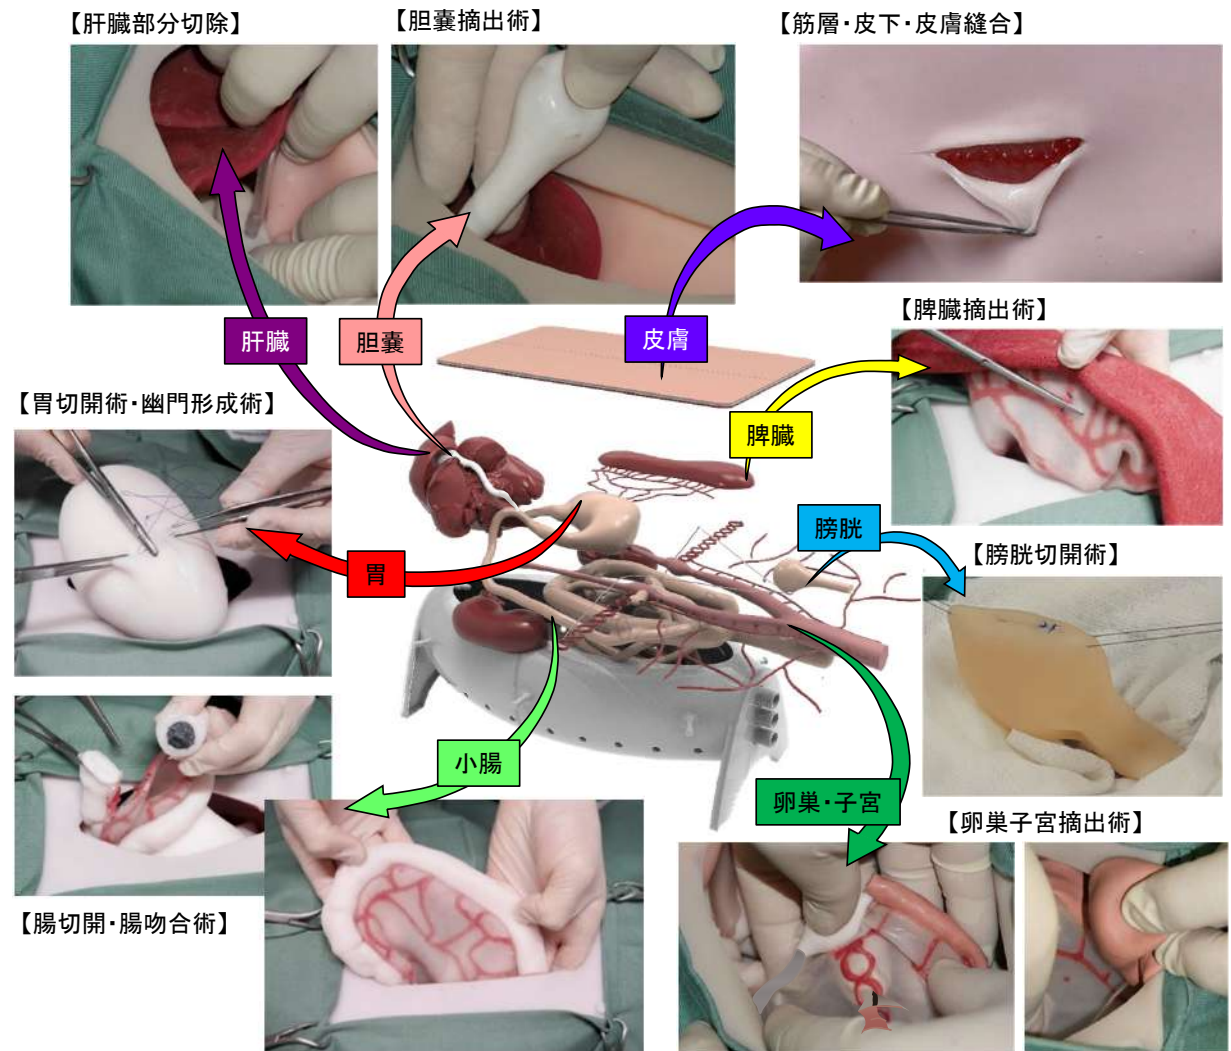 【肝臓部分切除】
【胆嚢摘出術】
【筋層・皮下・皮膚縫合】
【脾臓摘出術】
肝臓
胆嚢
皮膚
【胃切開術・幽門形成術】
脾臓
膀胱
【膀胱切開術】
胃
小腸
卵巣・子宮
【卵巣子宮摘出術】
【腸切開・腸吻合術】